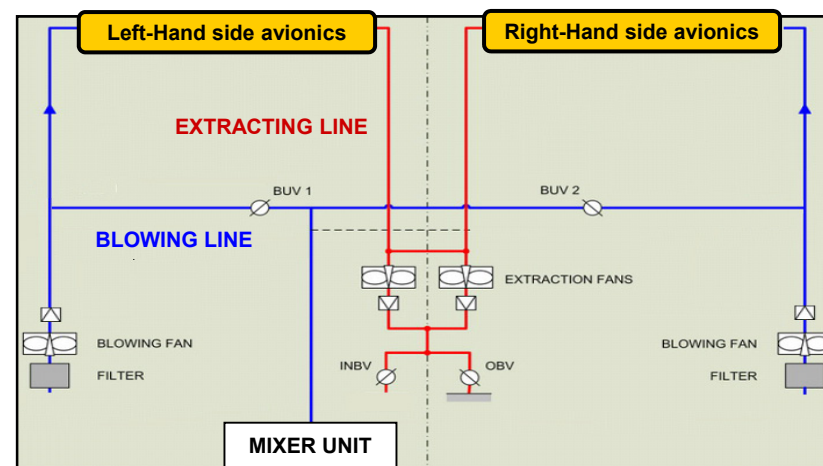 Left-Hand side avionics
Right-Hand side avionics
EXTRACTING LINE
BUV 1
BUV 2
BLOWING LINE
EXTRACTION FANS
BLOWING FAN
BLOWING FAN
INBV
OBV
FILTER
FILTER
MIXER UNIT